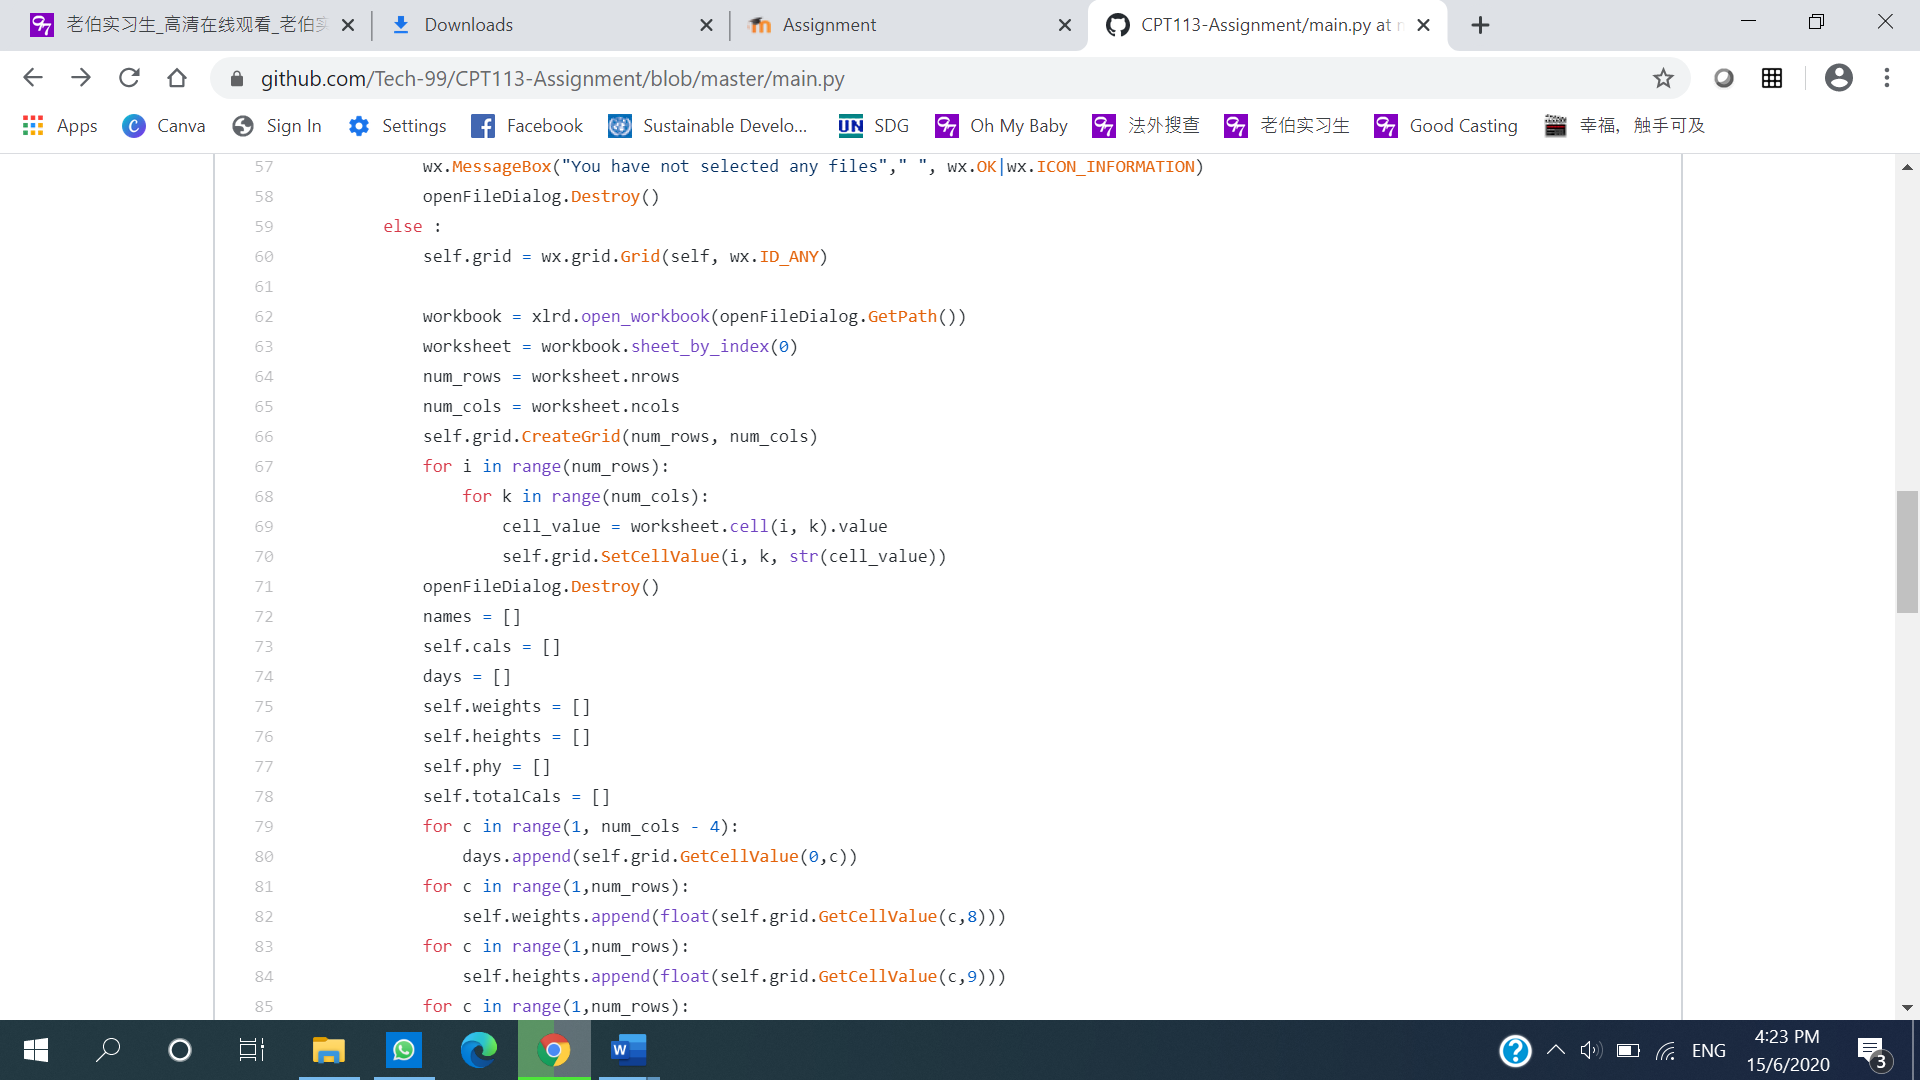 老伯实习生_高清在线观看_老伯实
Downloads
Assignment
CPT113-Assignment/main.py at
github.com/Tech-99/CPT113-Assignment/blob/master/main.py
Apps Canva Sign In Settings Facebook Sustainable Develo... UN SDG Oh My Baby 法外搜查 老伯实习生 Good Casting 幸福，触手可及
57 wx.MessageBox("You have not selected any files"," ", wx.OK|wx.ICON_INFORMATION)
58 openFileDialog.Destroy()
59 else :
60 self.grid = wx.grid.Grid(self, wx.ID_ANY)
61
62 workbook = xlrd.open_workbook(openFileDialog.GetPath())
63 worksheet = workbook.sheet_by_index(0)
64 num_rows = worksheet.nrows
65 num_cols = worksheet.ncols
66 self.grid.CreateGrid(num_rows, num_cols)
67 for i in range(num_rows):
68 for k in range(num_cols):
69 cell_value = worksheet.cell(i, k).value
70 self.grid.SetCellValue(i, k, str(cell_value))
71 openFileDialog.Destroy()
72 names = []
73 self.cals = []
74 days = []
75 self.weights = []
76 self.heights = []
77 self.phy = []
78 self.totalCals = []
79 for c in range(1, num_cols - 4):
80 days.append(self.grid.GetCellValue(0,c))
81 for c in range(1,num_rows):
82 self.weights.append(float(self.grid.GetCellValue(c,8)))
83 for c in range(1,num_rows):
84 self.heights.append(float(self.grid.GetCellValue(c,9)))
85 for c in range(1,num_rows):
ENG
4:23 PM
15/6/2020
3